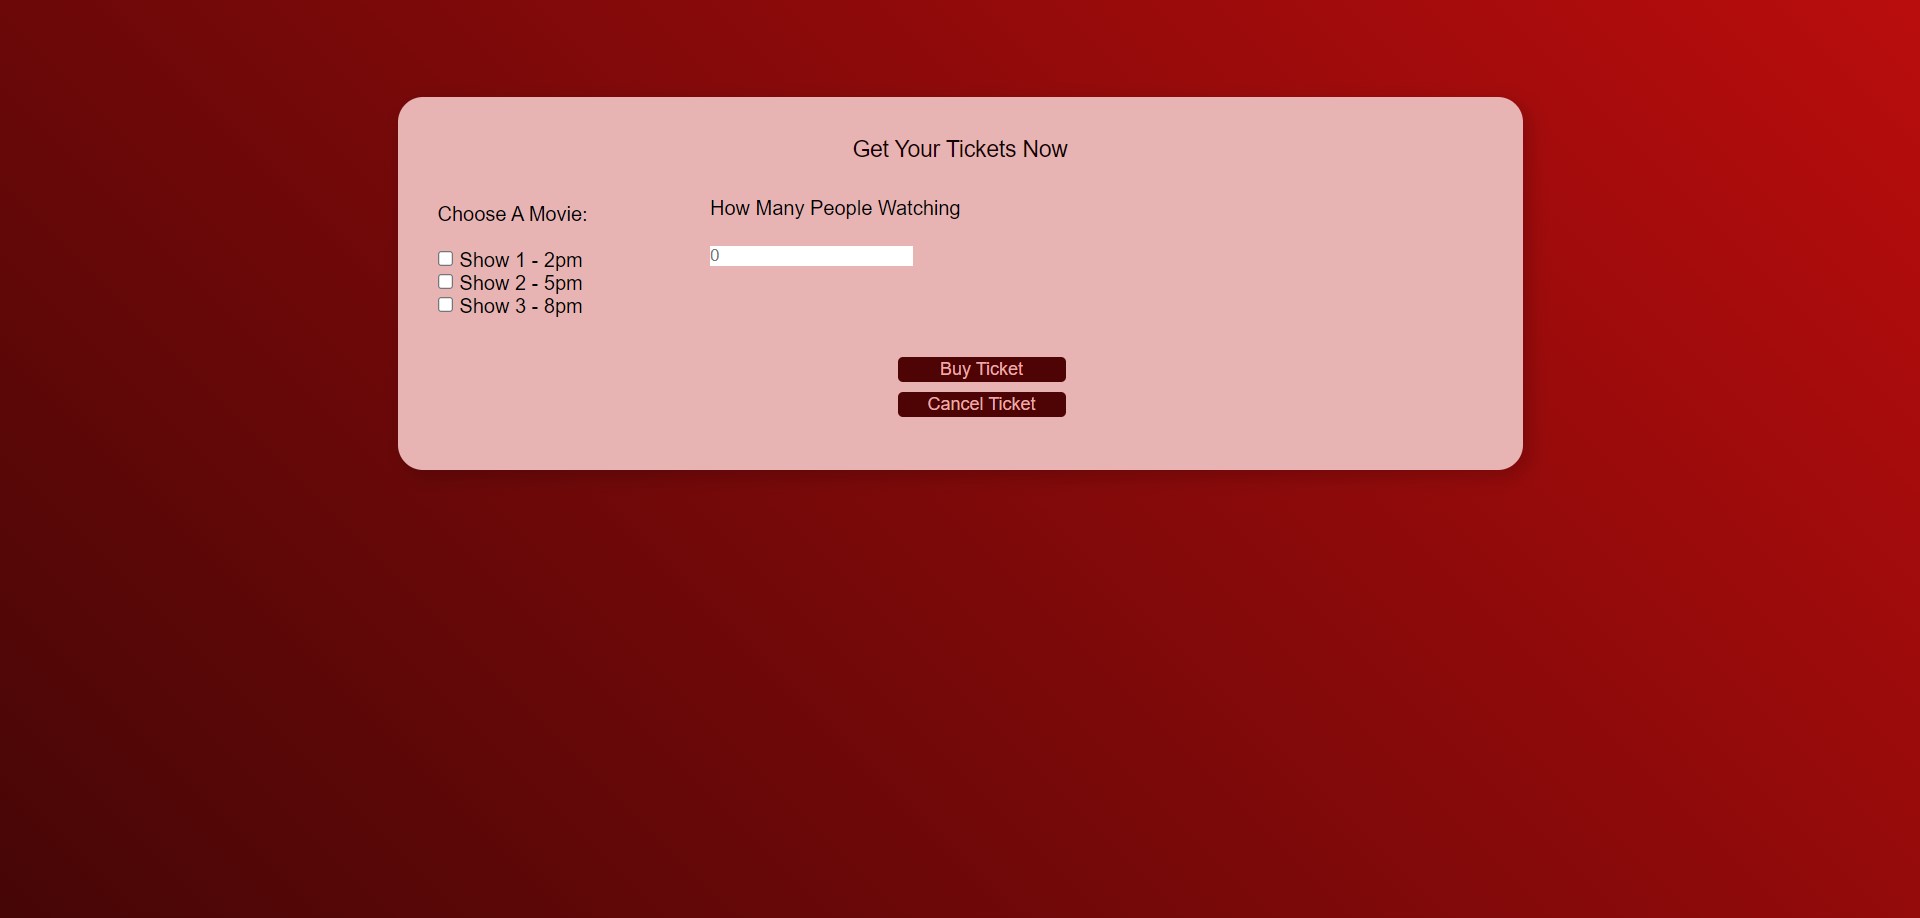 Get Your Tickets Now
Choose A Movie:
Show 1 - 2pm
Show 2 - 5pm
Show 3 - 8pm
How Many People Watching
0
Buy Ticket
Cancel Ticket